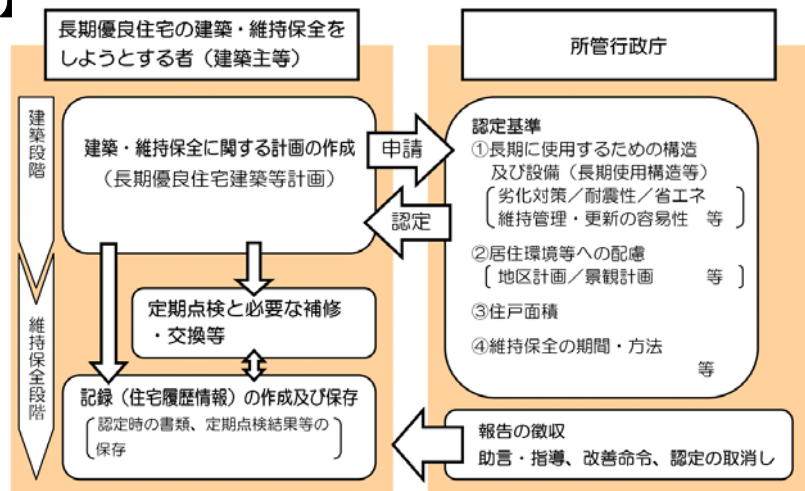 】
長期優良住宅の建築・維持保全を
しようとする者（建築主等）
建築段階
維持保全段階
建築・維持保全に関する計画の作成
（長期優良住宅建築等計画）
申請
認定
定期点検と必要な補修
・交換等
記録（住宅履歴情報）の作成及び保存
認定時の書類、定期点検結果等の
保存
所管行政庁
認定基準
①長期に使用するための構造
及び設備（長期使用構造等）
劣化対策／耐震性／省エネ
維持管理・更新の容易性 等
②居住環境等への配慮
地区計画／景観計画 等
③住戸面積
④維持保全の期間・方法
等
報告の徴収
助言・指導、改善命令、認定の取消し